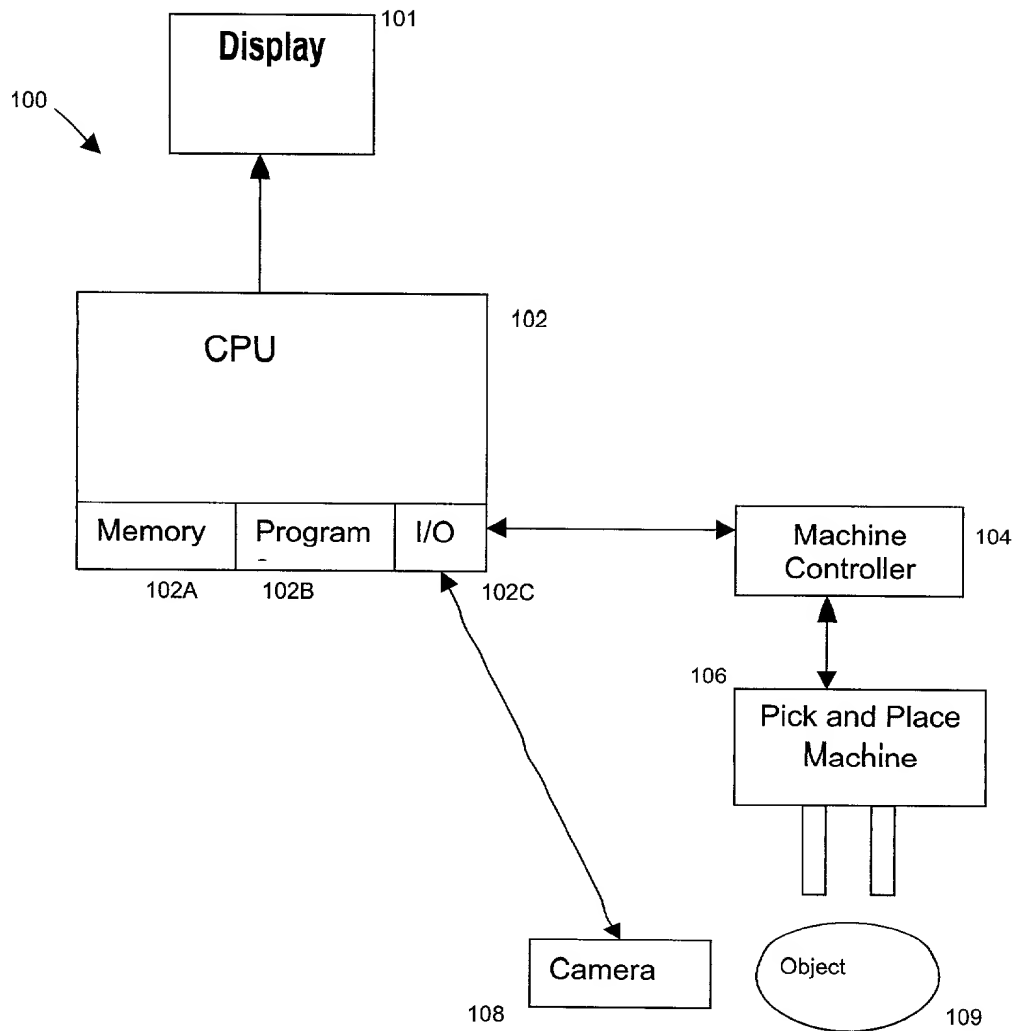 101
Display
100
102
CPU
Memory
Program
I/O
102A
102B
102C
Machine
Controller
104
106
Pick and Place
Machine
Camera
108
Object
109